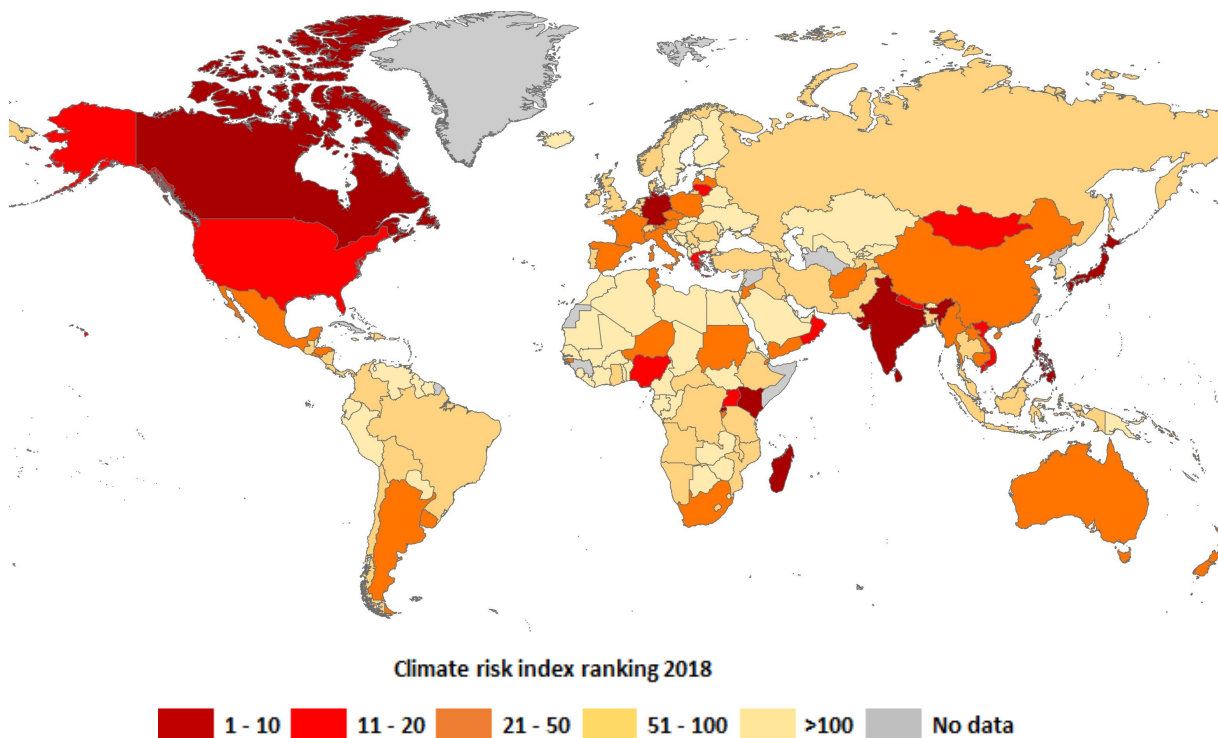 Climate risk index ranking 2018
1 - 10 11 - 20 21 - 50 51 - 100 >100 No data